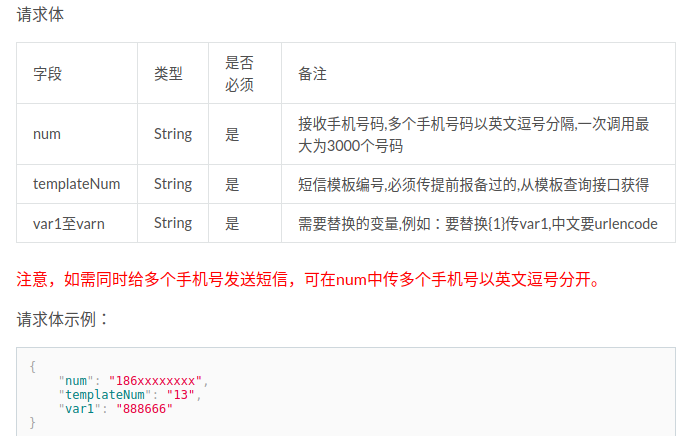 请求体
字段 类型 是否必须 备注
num String 是 接收手机号码,多个手机号码以英文逗号分隔,一次调用最大为3000个号码
templateNum String 是 短信模板编号,必须传提前报备过的,从模板查询接口获得
var1至varn String 是 需要替换的变量,例如：要替换{1}传var1,中文要urlencode
注意，如需同时给多个手机号发送短信，可在num中传多个手机号以英文逗号分开。
请求体示例：
{
"num": "186xxxxxxxx",
"templateNum": "13",
"var1": "888666"
}